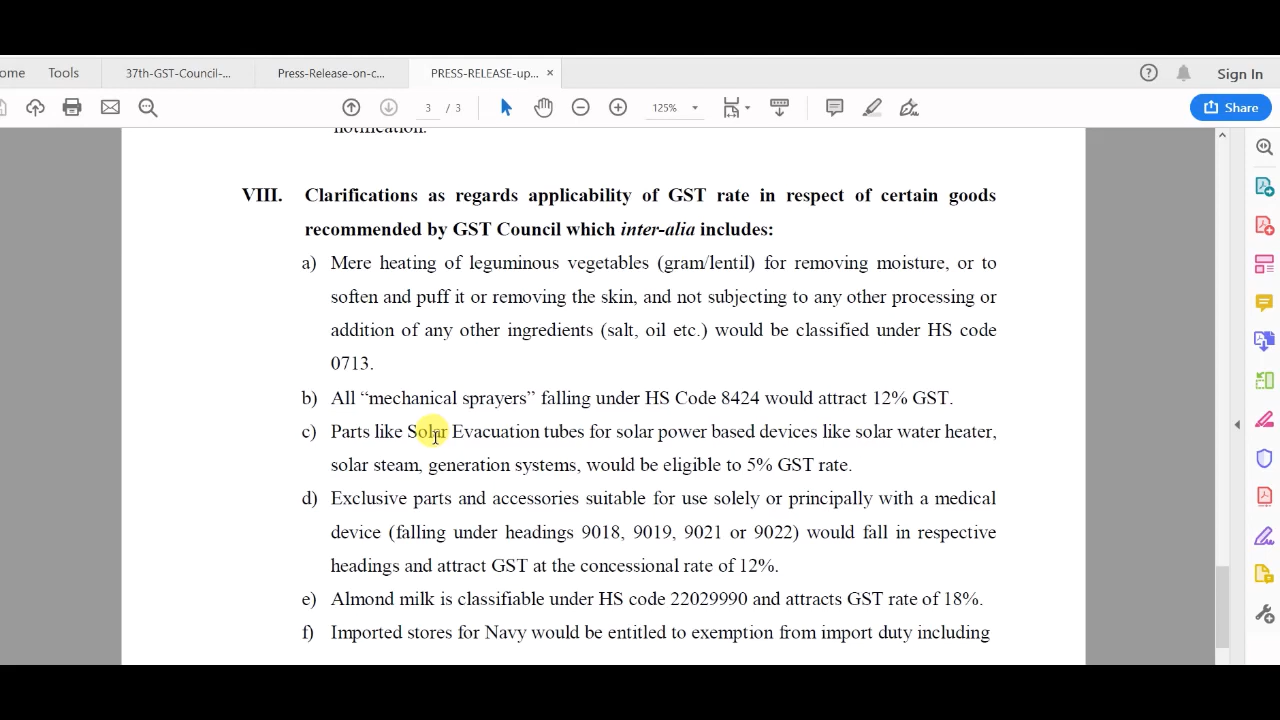 ome Tools 37th-GST-Council-... Press-Release-on-c... PRESS-RELEASE-up... × Sign In
3 / 3 125% Share
notification.
VIII. Clarifications as regards applicability of GST rate in respect of certain goods
recommended by GST Council which inter-alia includes:
a) Mere heating of leguminous vegetables (gram/lentil) for removing moisture, or to
soften and puff it or removing the skin, and not subjecting to any other processing or
addition of any other ingredients (salt, oil etc.) would be classified under HS code
0713.
b) All “mechanical sprayers” falling under HS Code 8424 would attract 12% GST.
c) Parts like Solar Evacuation tubes for solar power based devices like solar water heater,
solar steam, generation systems, would be eligible to 5% GST rate.
d) Exclusive parts and accessories suitable for use solely or principally with a medical
device (falling under headings 9018, 9019, 9021 or 9022) would fall in respective
headings and attract GST at the concessional rate of 12%.
e) Almond milk is classifiable under HS code 22029990 and attracts GST rate of 18%.
f) Imported stores for Navy would be entitled to exemption from import duty including